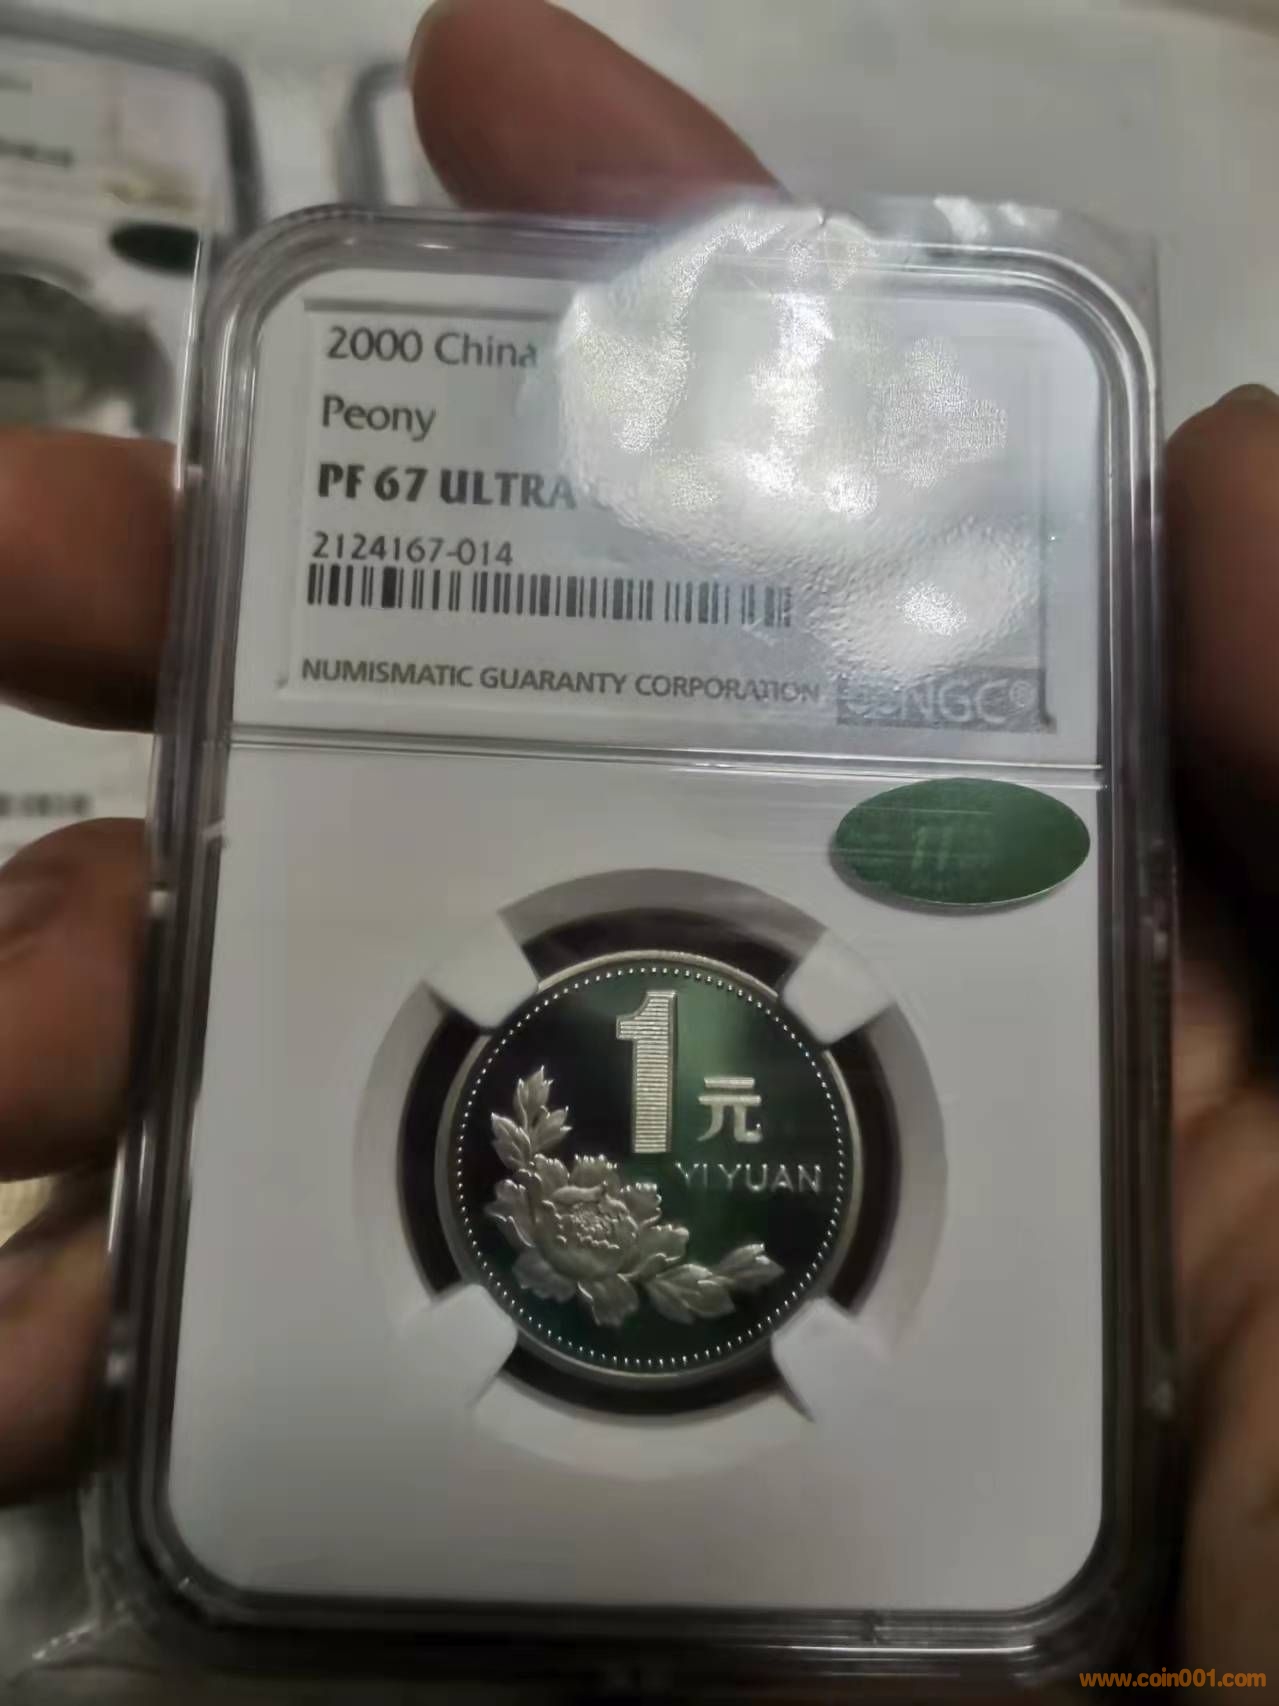 2000 China
Peony
PF 67 ULTRA
2124167-014
NUMISMATIC GUARANTY CORPORATION NGC®
1
元
YI YUAN
www.coin001.com